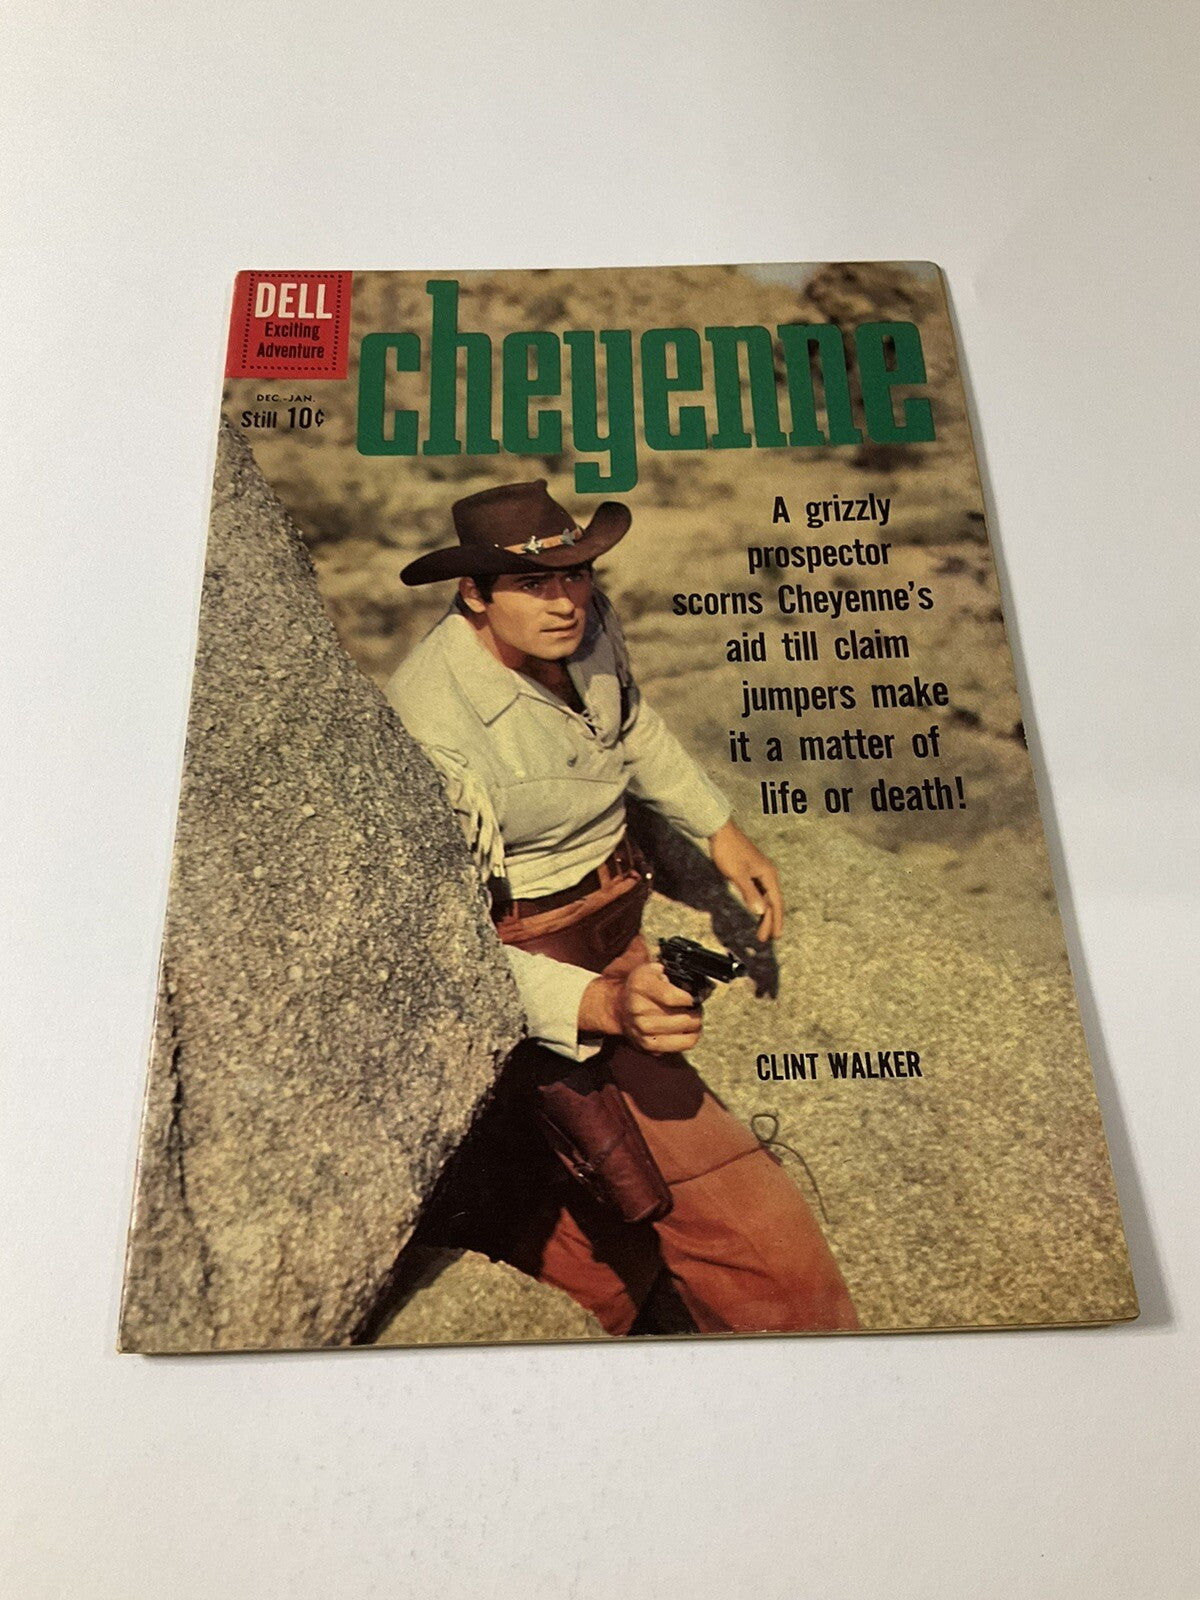 DELL
Exciting
Adventure
DEC.-JAN.
Still 10¢
cheyenne
A grizzly
prospector
scorns Cheyenne's
aid till claim
jumpers make
it a matter of
life or death!
CLINT WALKER